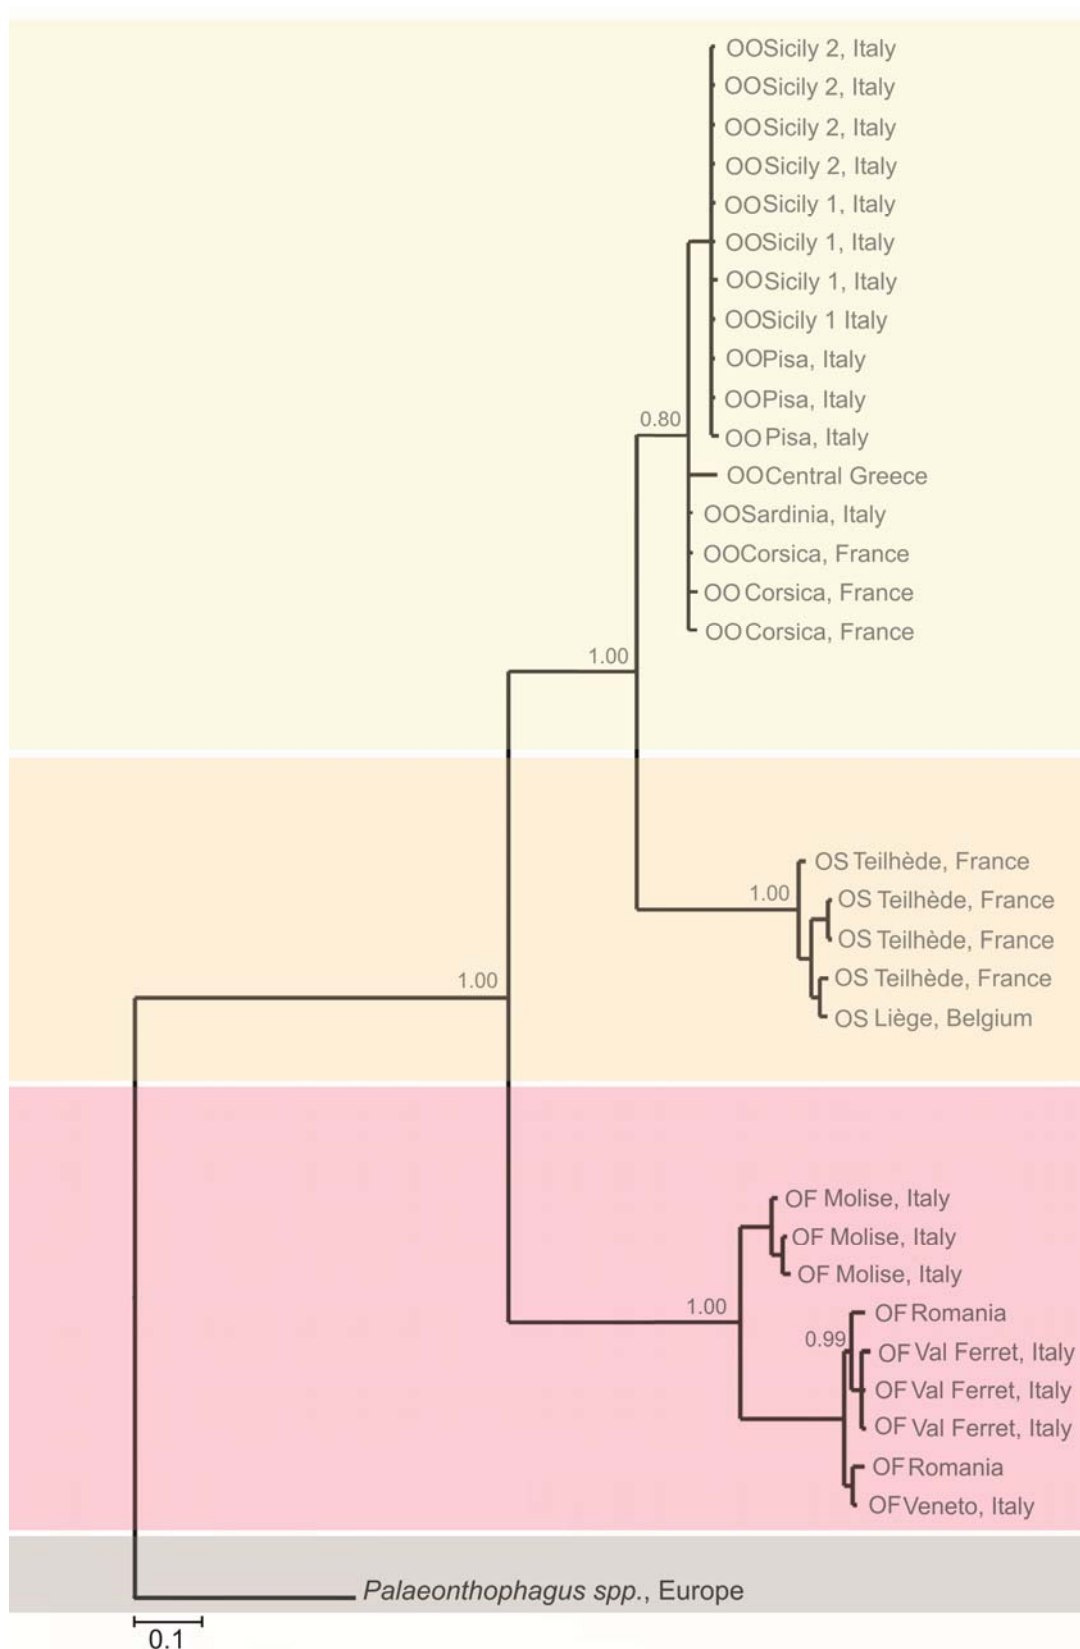 OOSicily 2, Italy
OOSicily 2, Italy
OOSicily 2, Italy
OOSicily 2, Italy
OOSicily 1, Italy
OOSicily 1, Italy
OOSicily 1, Italy
OOSicily 1 Italy
OOPisa, Italy
OOPisa, Italy
0.80
OO Pisa, Italy
OOCentral Greece
OOSardinia, Italy
OOCorsica, France
OO Corsica, France
OO Corsica, France
1.00
OS Teilhède, France
1.00
OS Teilhède, France
OS Teilhède, France
OS Teilhède, France
1.00
OS Liège, Belgium
OF Molise, Italy
OF Molise, Italy
OF Molise, Italy
1.00
OF Romania
0.99
OF Val Ferret, Italy
OF Val Ferret, Italy
OF Val Ferret, Italy
OF Romania
OF Veneto, Italy
Palaeonthophagus spp., Europe
0.1